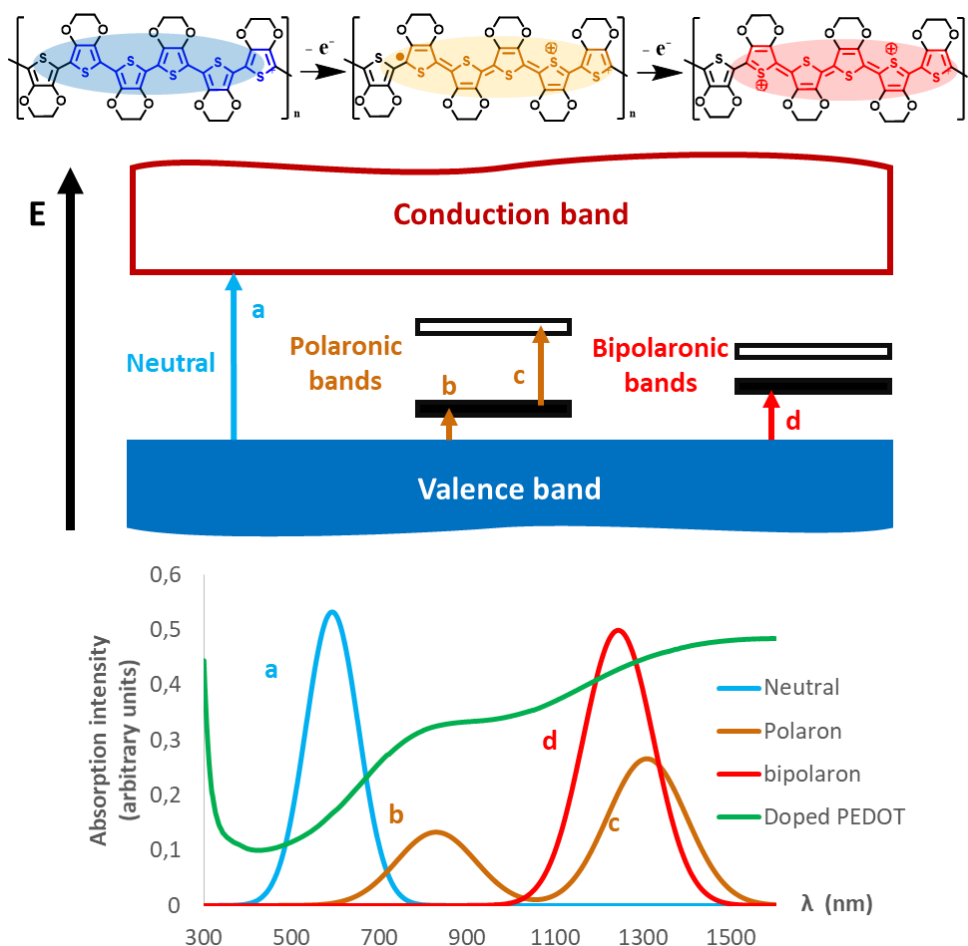 − e⁻
− e⁻
n
n
n
E
Conduction band
a
Neutral
Polaronic
bands
b
c
Bipolaronic
bands
d
Valence band
Absorption intensity
(arbitrary units)
0,6
0,5
0,4
0,3
0,2
0,1
0
a
b
d
c
Neutral
Polaron
bipolaron
Doped PEDOT
300
500
700
900
1100
1300
1500
λ (nm)